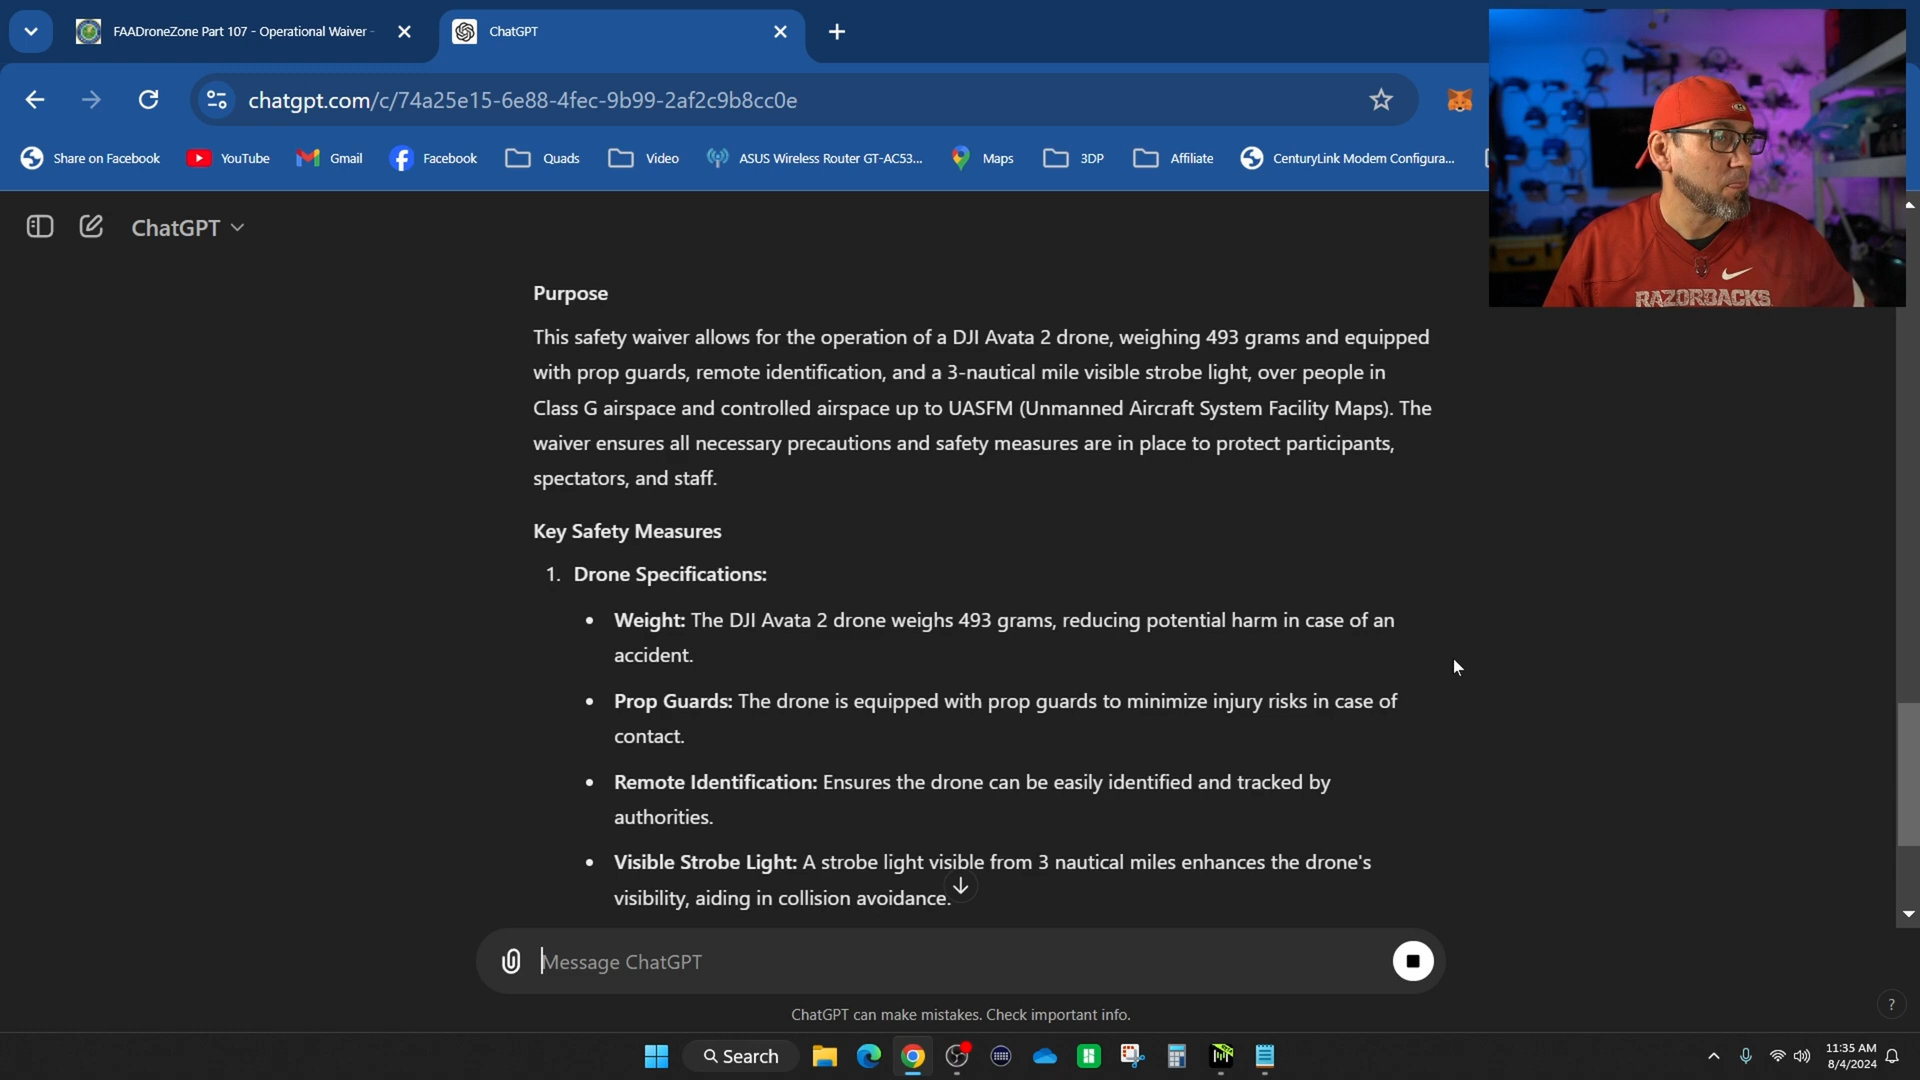 FAADroneZone Part 107 - Operational Waiver -
ChatGPT
chatgpt.com/c/74a25e15-6e88-4fec-9b99-2af2c9b8cc0e
Share on Facebook
YouTube
Gmail
Facebook
Quads
Video
ASUS Wireless Router GT-AC53...
Maps
3DP
Affiliate
CenturyLink Modem Configura...
RAZORBACKS
ChatGPT
Purpose
This safety waiver allows for the operation of a DJI Avata 2 drone, weighing 493 grams and equipped
with prop guards, remote identification, and a 3-nautical mile visible strobe light, over people in
Class G airspace and controlled airspace up to UASFM (Unmanned Aircraft System Facility Maps). The
waiver ensures all necessary precautions and safety measures are in place to protect participants,
spectators, and staff.
Key Safety Measures
1. Drone Specifications:
• Weight: The DJI Avata 2 drone weighs 493 grams, reducing potential harm in case of an
accident.
• Prop Guards: The drone is equipped with prop guards to minimize injury risks in case of
contact.
• Remote Identification: Ensures the drone can be easily identified and tracked by
authorities.
• Visible Strobe Light: A strobe light visible from 3 nautical miles enhances the drone's
visibility, aiding in collision avoidance.
Message ChatGPT
ChatGPT can make mistakes. Check important info.
?
Search
11:35 AM
8/4/2024